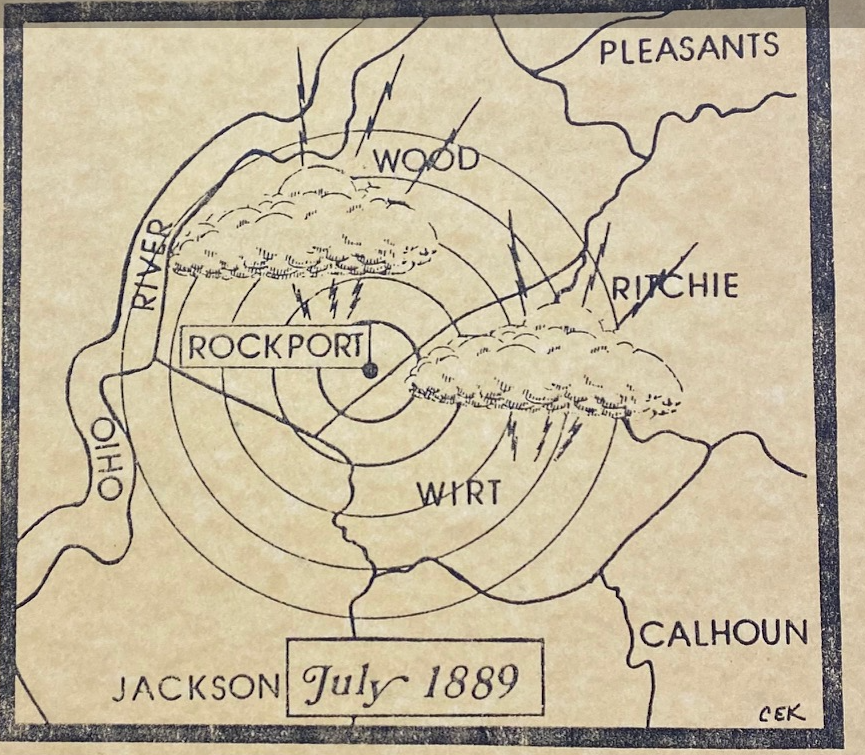 PLEASANTS
WOOD
RIVER
RITCHIE
ROCKPORT
OHIO
WIRT
CALHOUN
JACKSON
July 1889
CEK